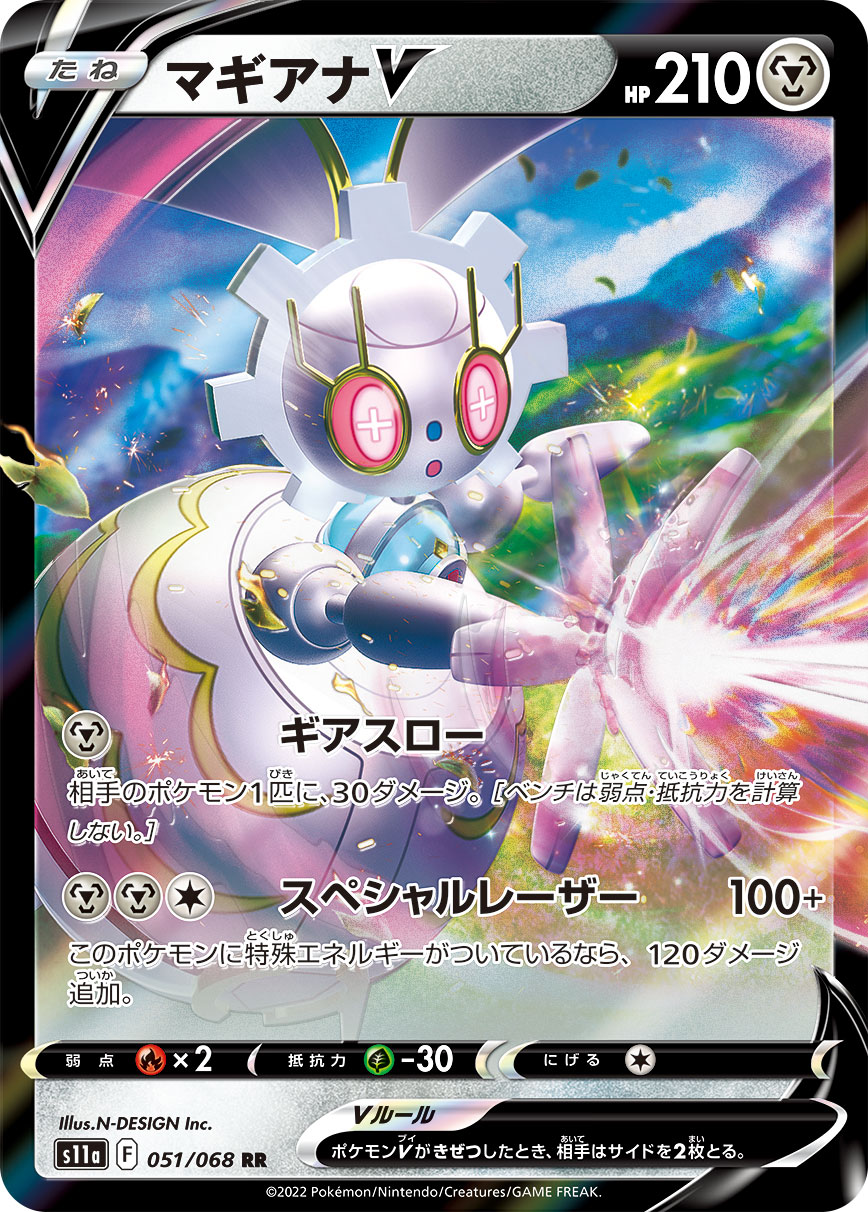 たね
マギアナV
HP 210
ギアスロー
相手のポケモン1匹に、30ダメージ。[ベンチは弱点・抵抗力を計算
しない。]
スペシャルレーザー 100+
このポケモンに特殊エネルギーがついているなら、120ダメージ
追加。
弱点 ×2 抵抗力 -30 にげる
Illus.N-DESIGN Inc.
Vルール
ポケモンVがきぜつしたとき、相手はサイドを2枚とる。
s11a F 051/068 RR
©2022 Pokémon/Nintendo/Creatures/GAME FREAK.